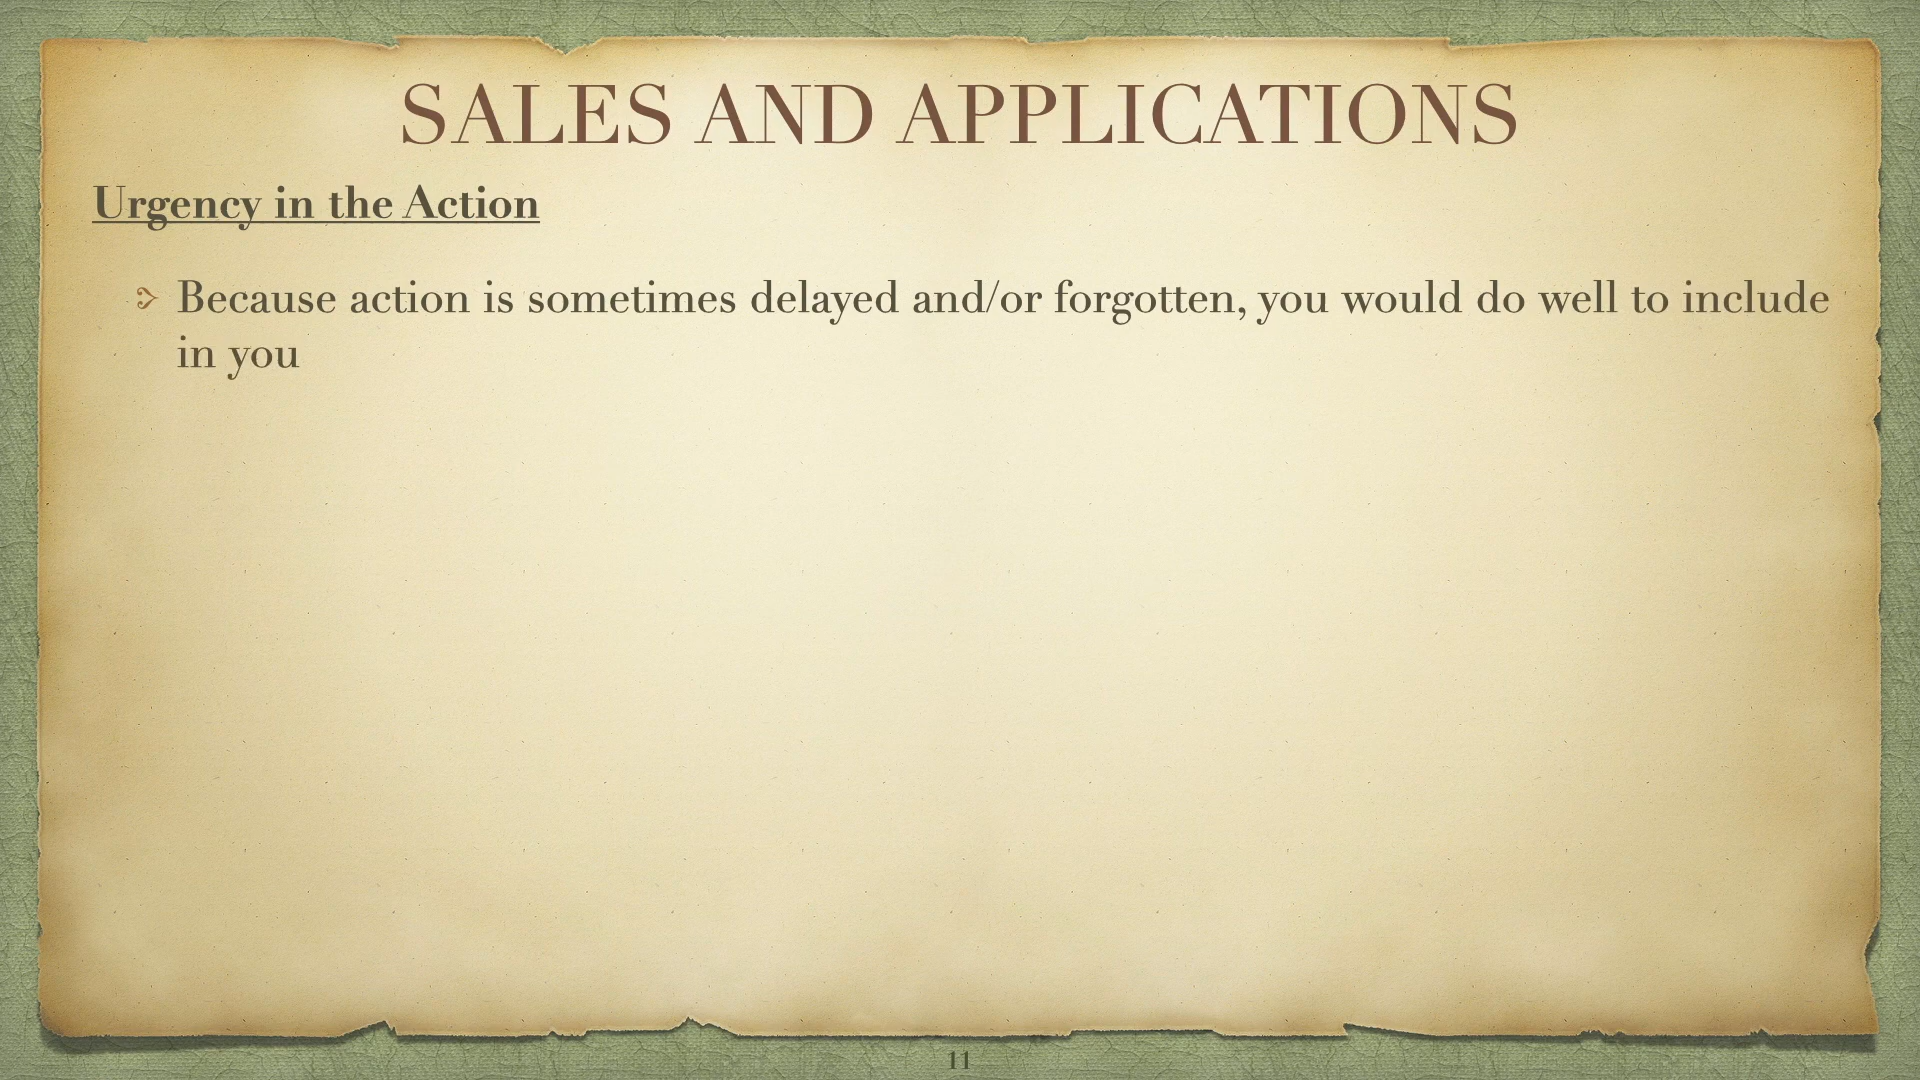 SALES AND APPLICATIONS
Urgency in the Action
Because action is sometimes delayed and/or forgotten, you would do well to include
in you
11